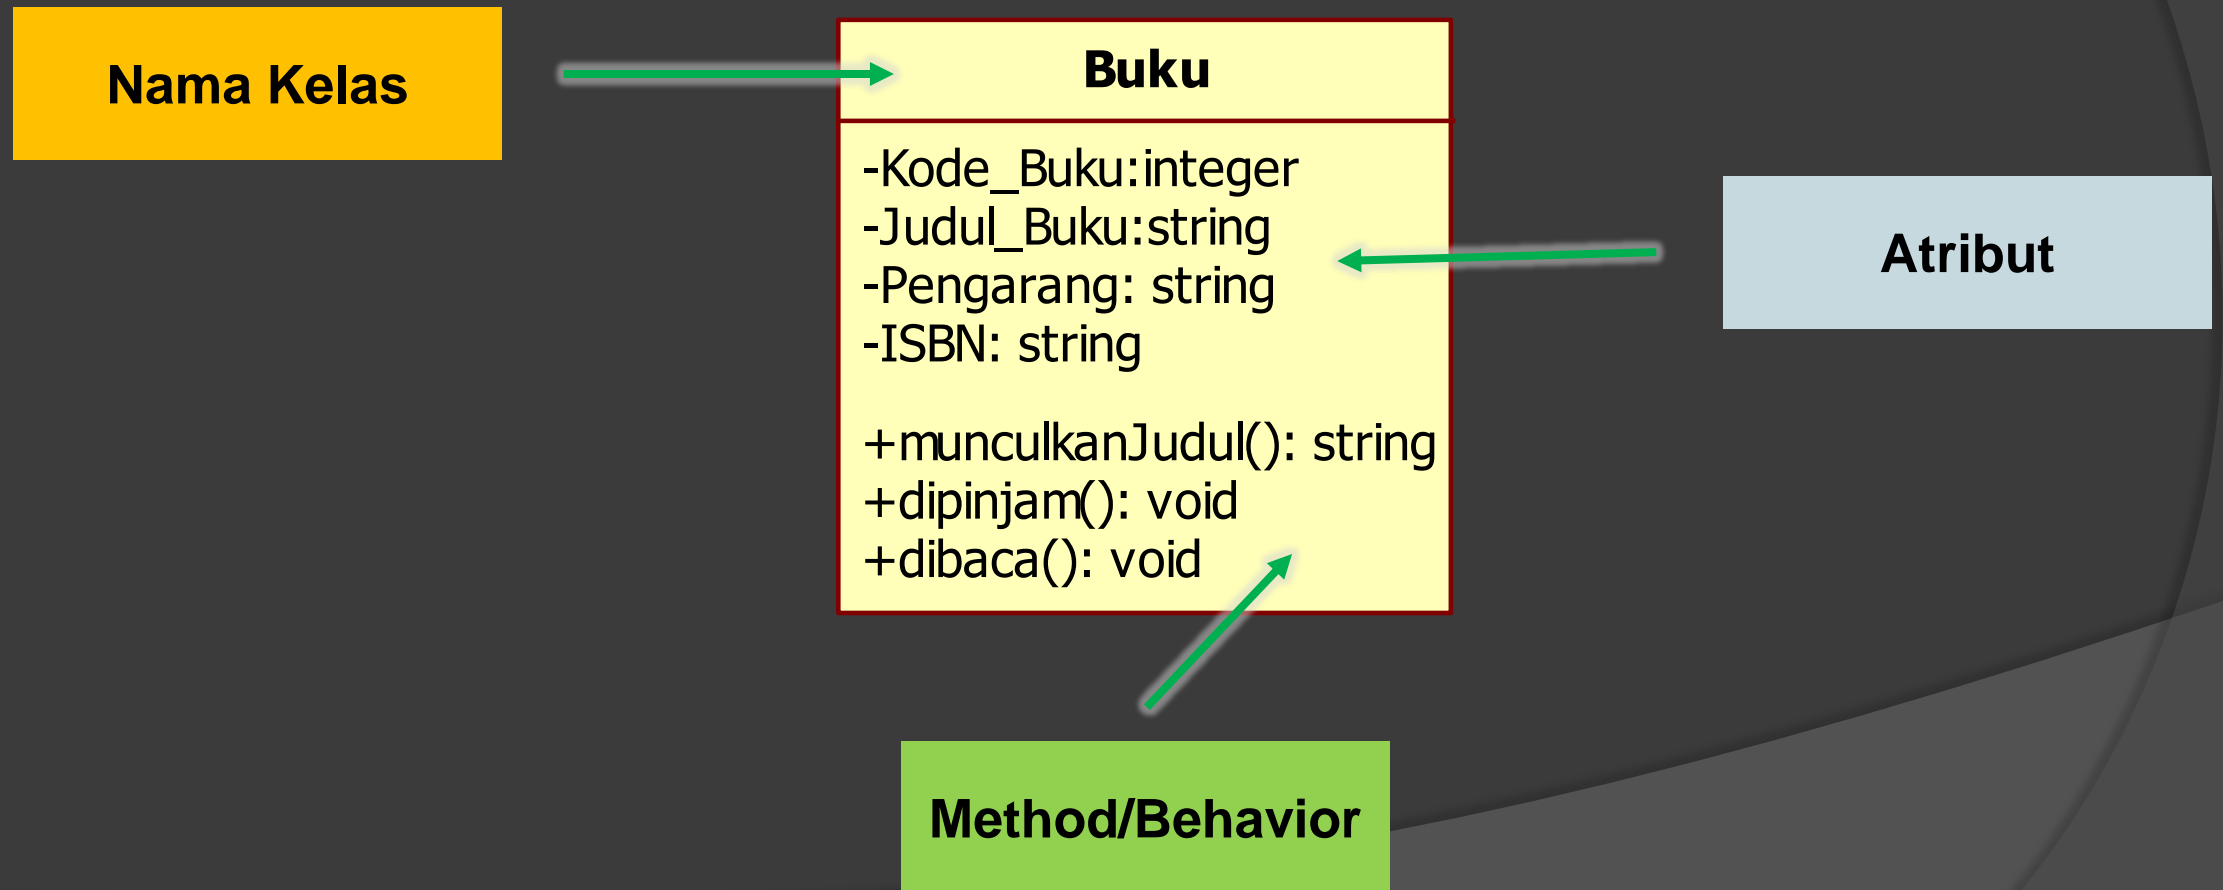 Nama Kelas
Buku
-Kode_Buku:integer
-Judul_Buku:string
-Pengarang: string
-ISBN: string
Atribut
+munculkanJudul(): string
+dipinjam(): void
+dibaca(): void
Method/Behavior